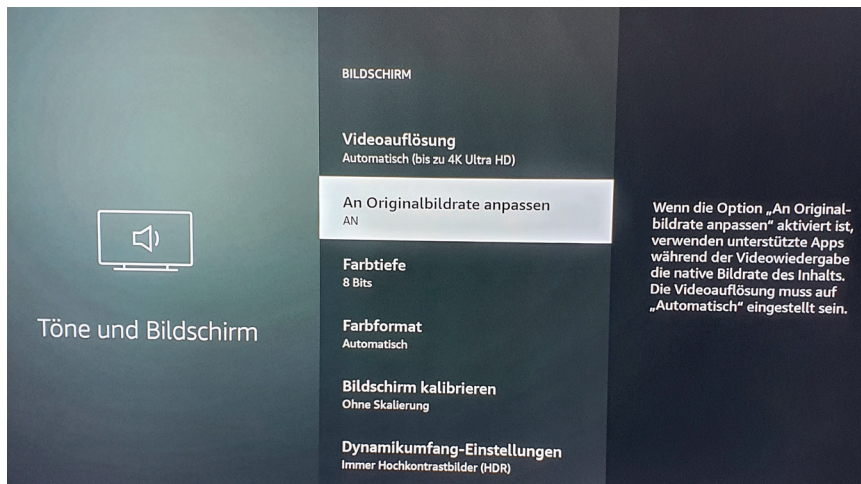 Töne und Bildschirm
BILDSCHIRM
Videoauflösung
Automatisch (bis zu 4K Ultra HD)
An Originalbildrate anpassen
AN
Farbtiefe
8 Bits
Farbformat
Automatisch
Bildschirm kalibrieren
Ohne Skalierung
Dynamikumfang-Einstellungen
Immer Hochkontrastbilder (HDR)
Wenn die Option „An Original-
bildrate anpassen“ aktiviert ist,
verwenden unterstützte Apps
während der Videowiedergabe
die native Bildrate des Inhalts.
Die Videoauflösung muss auf
„Automatisch“ eingestellt sein.